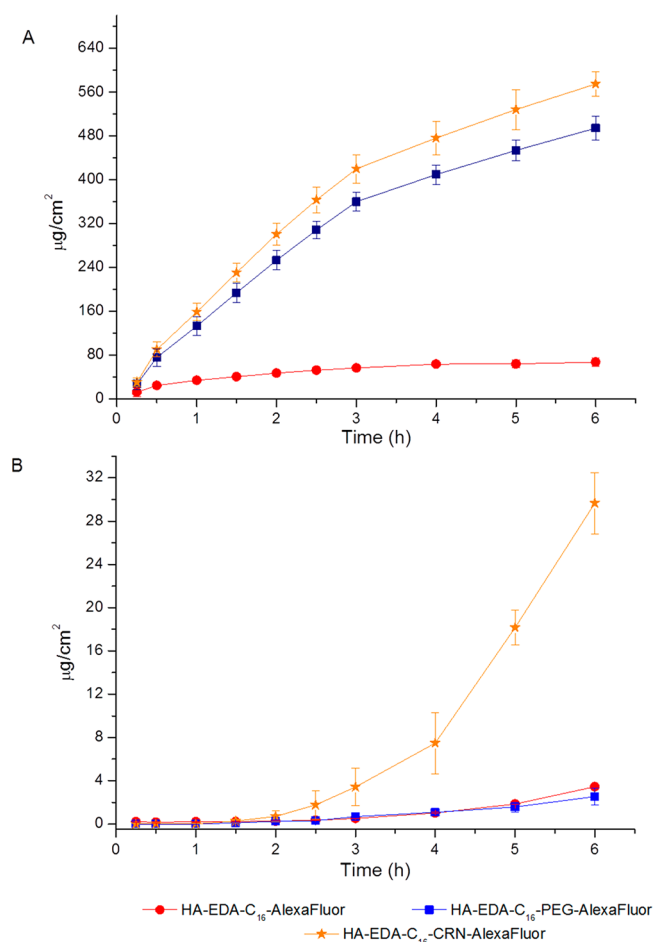 A
640
560
480
400
320
240
160
80
0
µg/cm²
0 1 2 3 4 5 6
Time (h)
B
32
28
24
20
16
12
8
4
0
µg/cm²
0 1 2 3 4 5 6
Time (h)
HA-EDA-C₁₆-AlexaFluor HA-EDA-C₁₆-PEG-AlexaFluor
HA-EDA-C₁₆-CRN-AlexaFluor